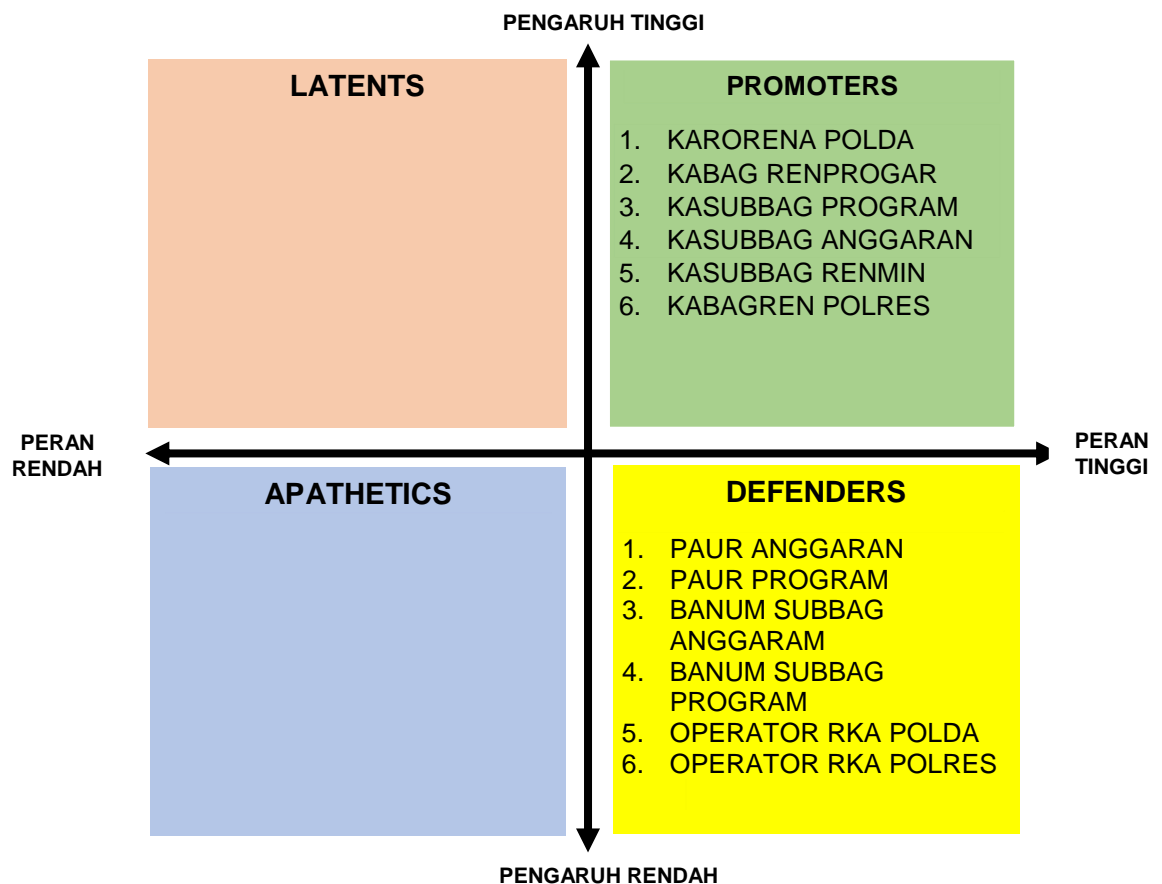 PENGARUH TINGGI
LATENTS
PROMOTERS
1. KARORENA POLDA
2. KABAG RENPROGAR
3. KASUBBAG PROGRAM
4. KASUBBAG ANGGARAN
5. KASUBBAG RENMIN
6. KABAGREN POLRES
PERAN
RENDAH
PERAN
TINGGI
APATHETICS
DEFENDERS
1. PAUR ANGGARAN
2. PAUR PROGRAM
3. BANUM SUBBAG
ANGGARAM
4. BANUM SUBBAG
PROGRAM
5. OPERATOR RKA POLDA
6. OPERATOR RKA POLRES
PENGARUH RENDAH